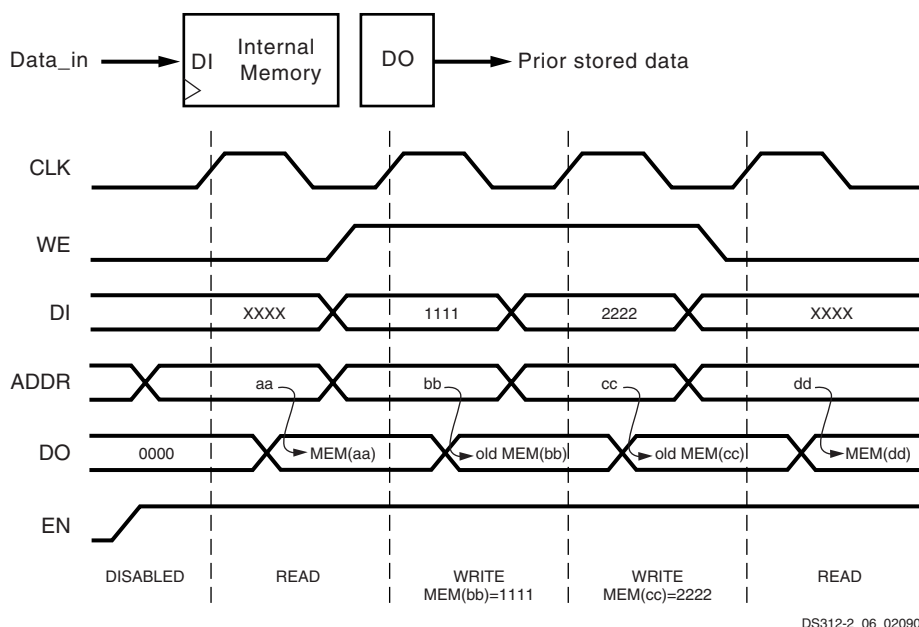 Data_in DI Internal Memory DO Prior stored data
CLK
WE
DI XXXX 1111 2222 XXXX
ADDR aa bb cc dd
DO 0000 MEM(aa) old MEM(bb) old MEM(cc) MEM(dd)
EN
DISABLED READ WRITE WRITE READ
MEM(bb)=1111 MEM(cc)=2222
DS312-2_06_02090